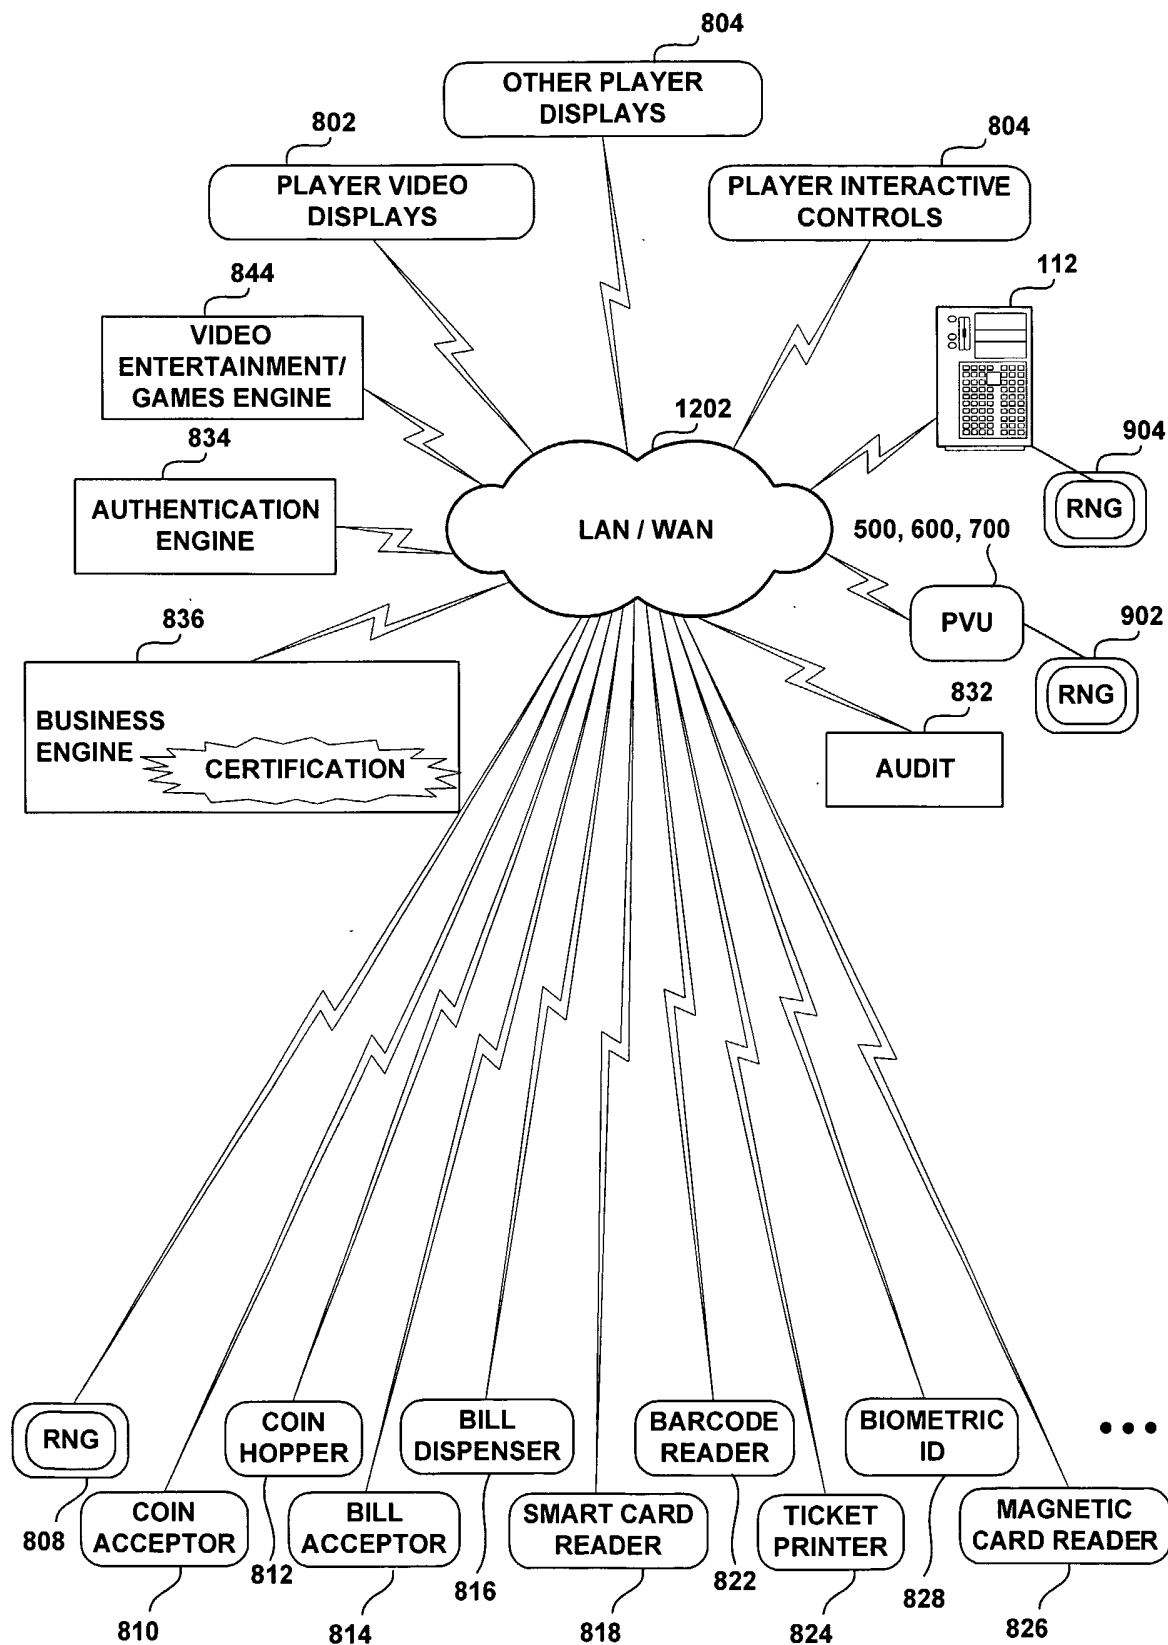 804
OTHER PLAYER
DISPLAYS
802
PLAYER VIDEO
DISPLAYS
804
PLAYER INTERACTIVE
CONTROLS
844
VIDEO
ENTERTAINMENT/
GAMES ENGINE
112
1202
LAN / WAN
904
RNG
834
AUTHENTICATION
ENGINE
500, 600, 700
PVU
902
RNG
836
BUSINESS
ENGINE
CERTIFICATION
832
AUDIT
RNG
808
COIN
ACCEPTOR
810
COIN
HOPPER
812
BILL
ACCEPTOR
814
BILL
DISPENSER
816
SMART CARD
READER
818
BARCODE
READER
822
TICKET
PRINTER
824
BIOMETRIC
ID
828
MAGNETIC
CARD READER
826
•••